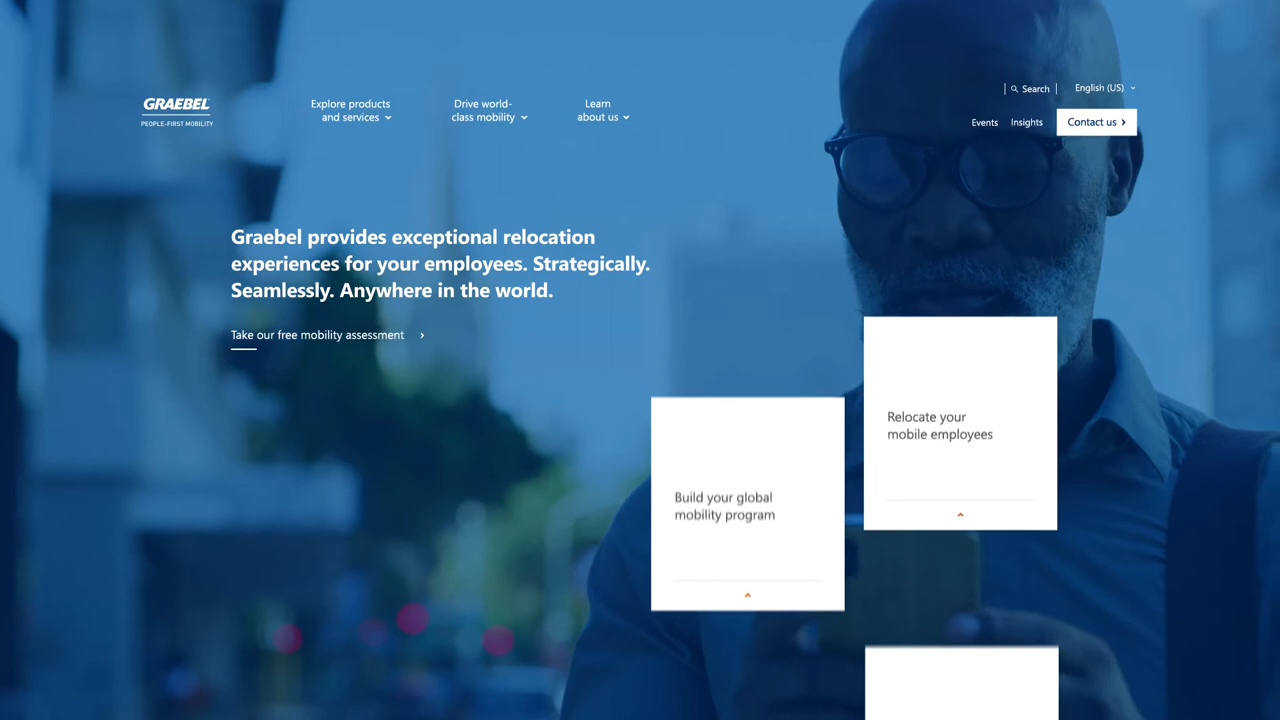 GRAEBEL
PEOPLE-FIRST MOBILITY
Explore products
and services
Drive world-
class mobility
Learn
about us
Search
English (US)
Events
Insights
Contact us
Graebel provides exceptional relocation
experiences for your employees. Strategically.
Seamlessly. Anywhere in the world.
Take our free mobility assessment
Relocate your
mobile employees
Build your global
mobility program